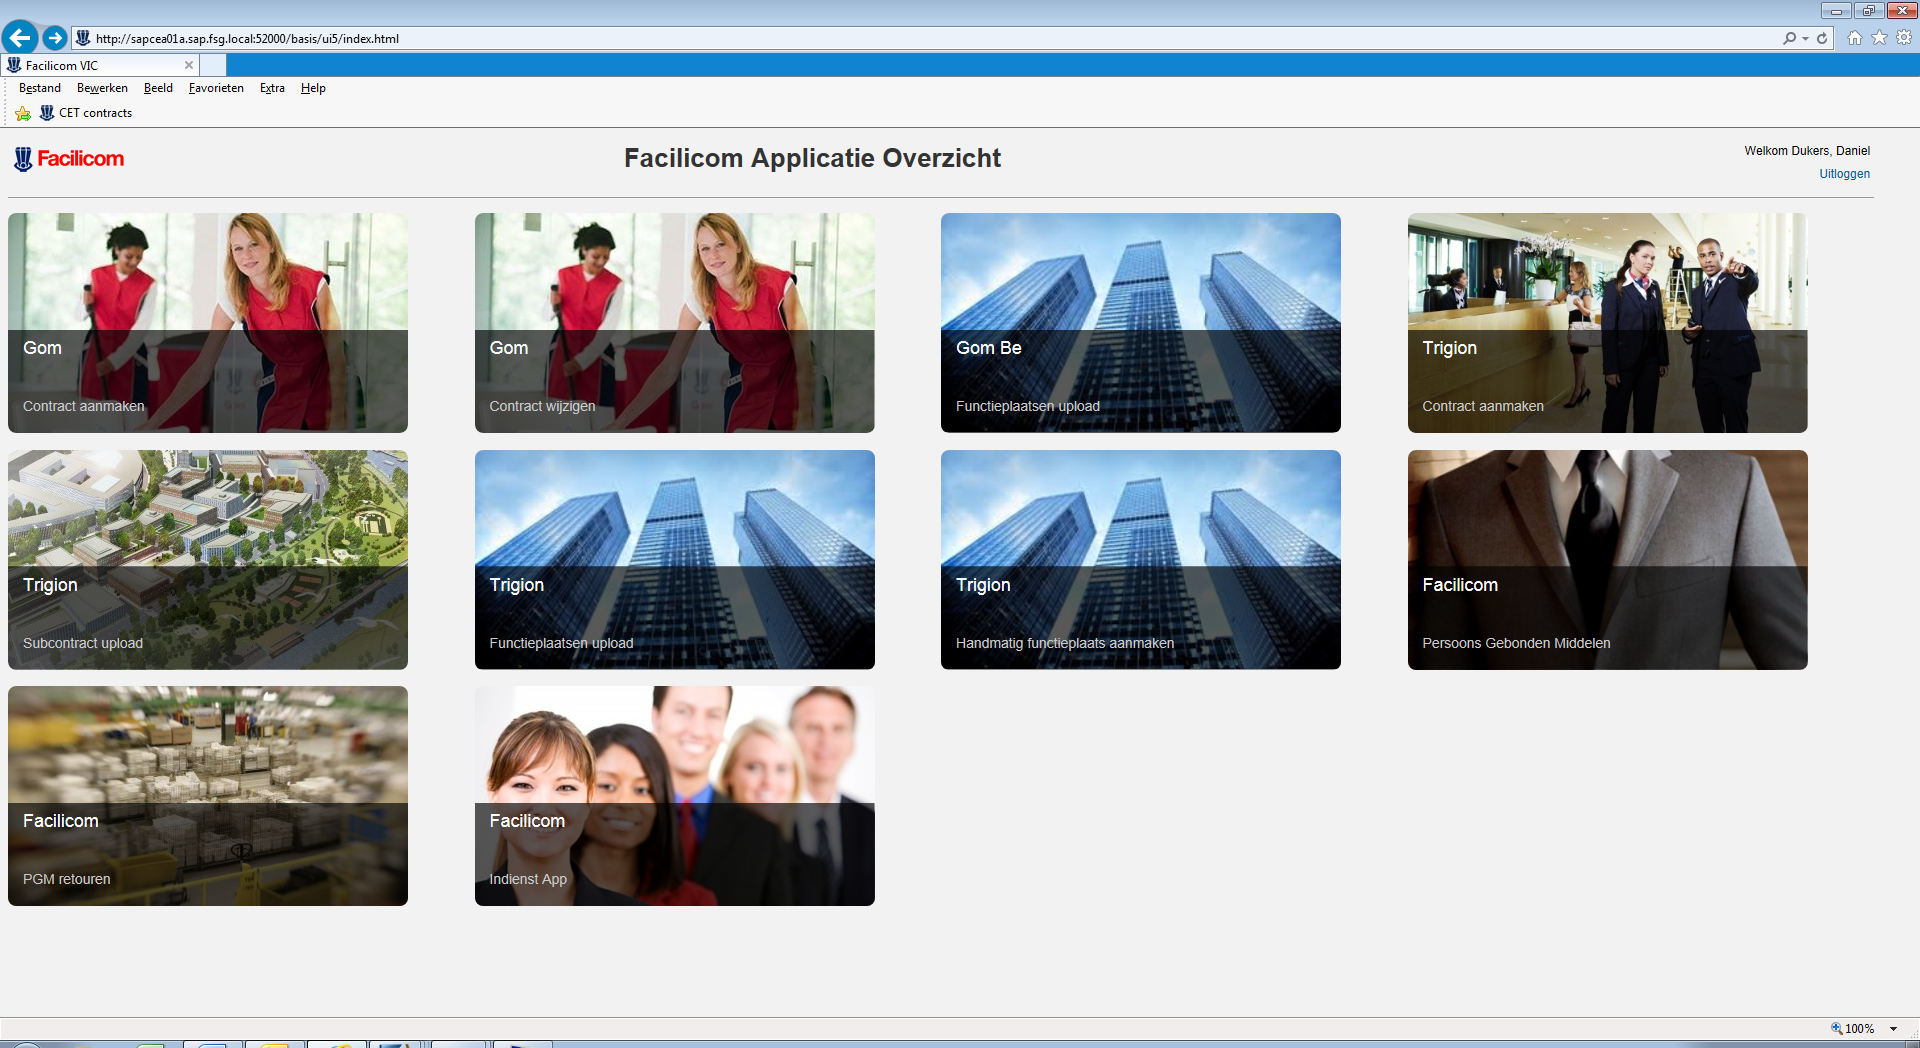 http://sapcea01a.sap.fsg.local:52000/basis/ui5/index.html
Facilicom VIC
Bestand Bewerken Beeld Favorieten Extra Help
CET contracts
Facilicom
Facilicom Applicatie Overzicht
Welkom Dukers, Daniel
Uitloggen
Gom
Contract aanmaken
Gom
Contract wijzigen
Gom Be
Functieplaatsen upload
Trigion
Contract aanmaken
Trigion
Subcontract upload
Trigion
Functieplaatsen upload
Trigion
Handmatig functieplaats aanmaken
Facilicom
Persoons Gebonden Middelen
Facilicom
PGM retouren
Facilicom
Indienst App
100%